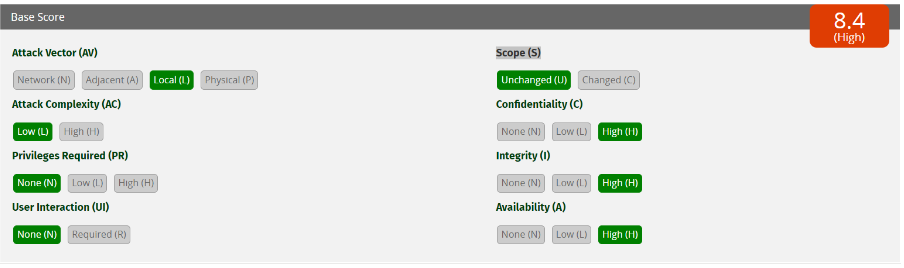 Base Score
8.4
(High)
Attack Vector (AV)
Network (N) Adjacent (A) Local (L) Physical (P)
Attack Complexity (AC)
Low (L) High (H)
Privileges Required (PR)
None (N) Low (L) High (H)
User Interaction (UI)
None (N) Required (R)
Scope (S)
Unchanged (U) Changed (C)
Confidentiality (C)
None (N) Low (L) High (H)
Integrity (I)
None (N) Low (L) High (H)
Availability (A)
None (N) Low (L) High (H)